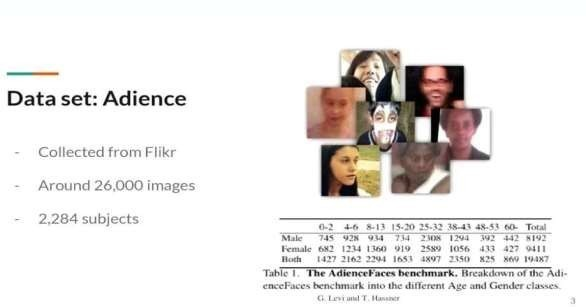 Data set: Adience
- Collected from Flikr
- Around 26,000 images
- 2,284 subjects
0-2 4-6 8-13 15-20 25-32 38-43 48-53 60- Total
Male 745 928 934 734 2308 1294 392 442 8192
Female 682 1234 1360 919 2589 1056 433 427 9411
Both 1427 2162 2294 1653 4897 2350 825 869 19487
Table 1. The AdienceFaces benchmark. Breakdown of the Adi-
enceFaces benchmark into the different Age and Gender classes.
G. Levi and T. Hassner
3